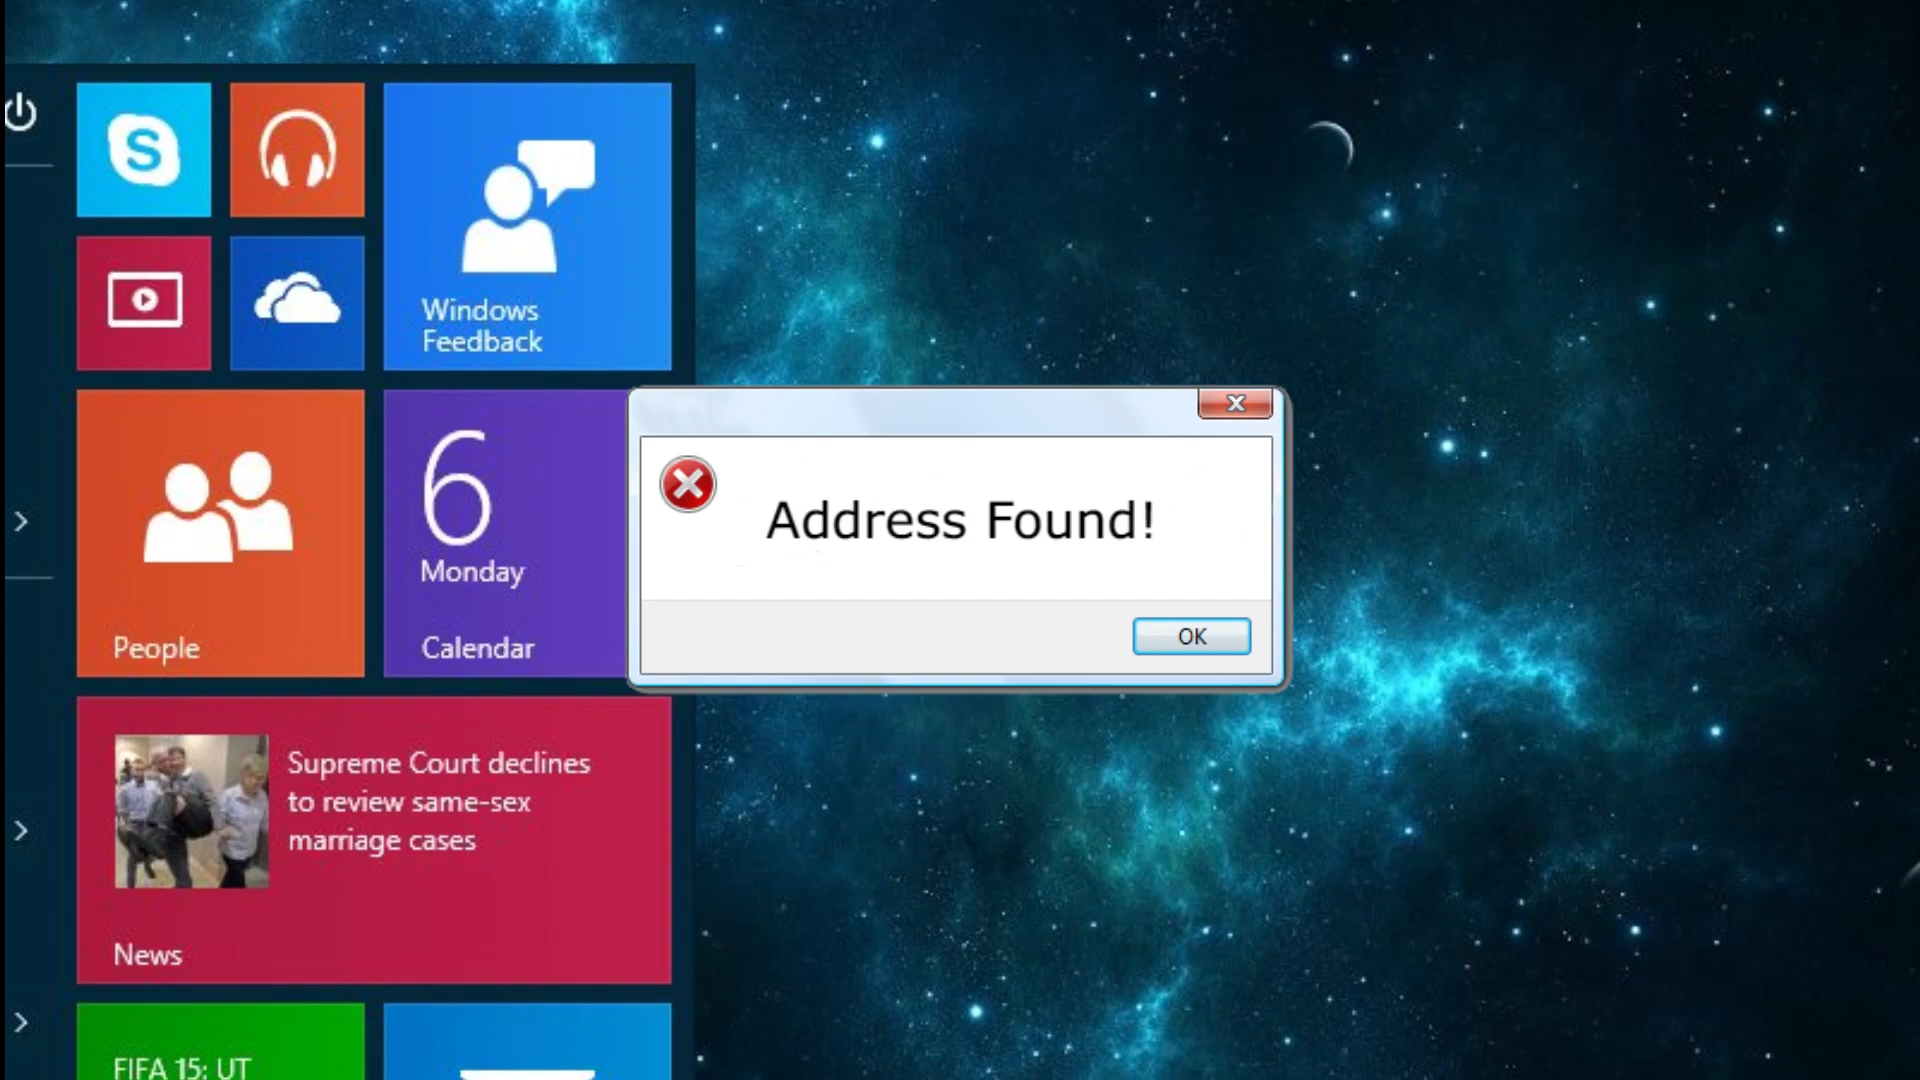 S
Windows
Feedback
6
Monday
People
Calendar
Address Found!
OK
Supreme Court declines
to review same-sex
marriage cases
News
FIFA 15: UT